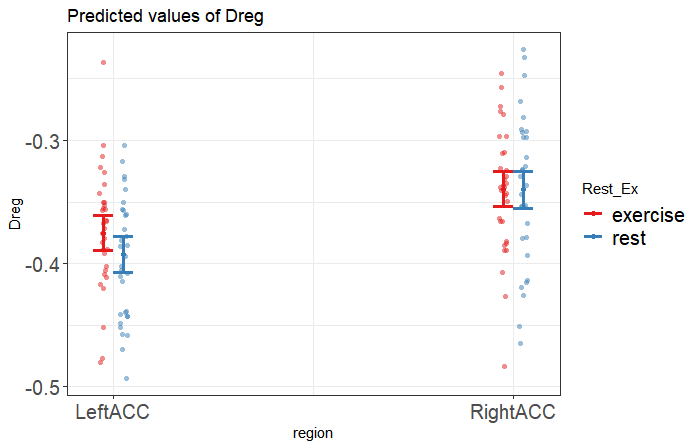 Predicted values of Dreg
Dreg
-0.3
-0.4
-0.5
LeftACC
RightACC
region
Rest_Ex
exercise
rest